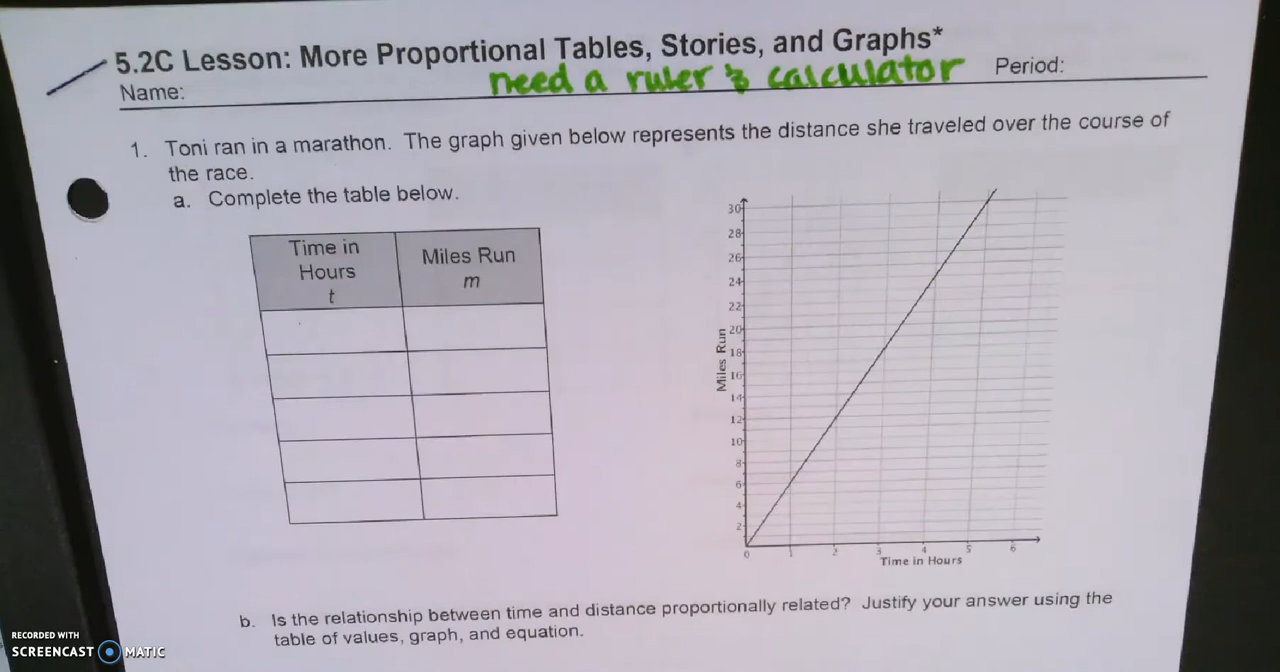 5.2C Lesson: More Proportional Tables, Stories, and Graphs*
need a ruler & calculator
Name:
Period:
1. Toni ran in a marathon. The graph given below represents the distance she traveled over the course of
the race.
a. Complete the table below.
Time in
Hours
t
Miles Run
m
30
28
26
24
22
20
18
16
14
12
10
8
6
4
2
Miles Run
0 1 2 3 4 5 6
Time in Hours
b. Is the relationship between time and distance proportionally related? Justify your answer using the
table of values, graph, and equation.
RECORDED WITH
SCREENCAST MATIC